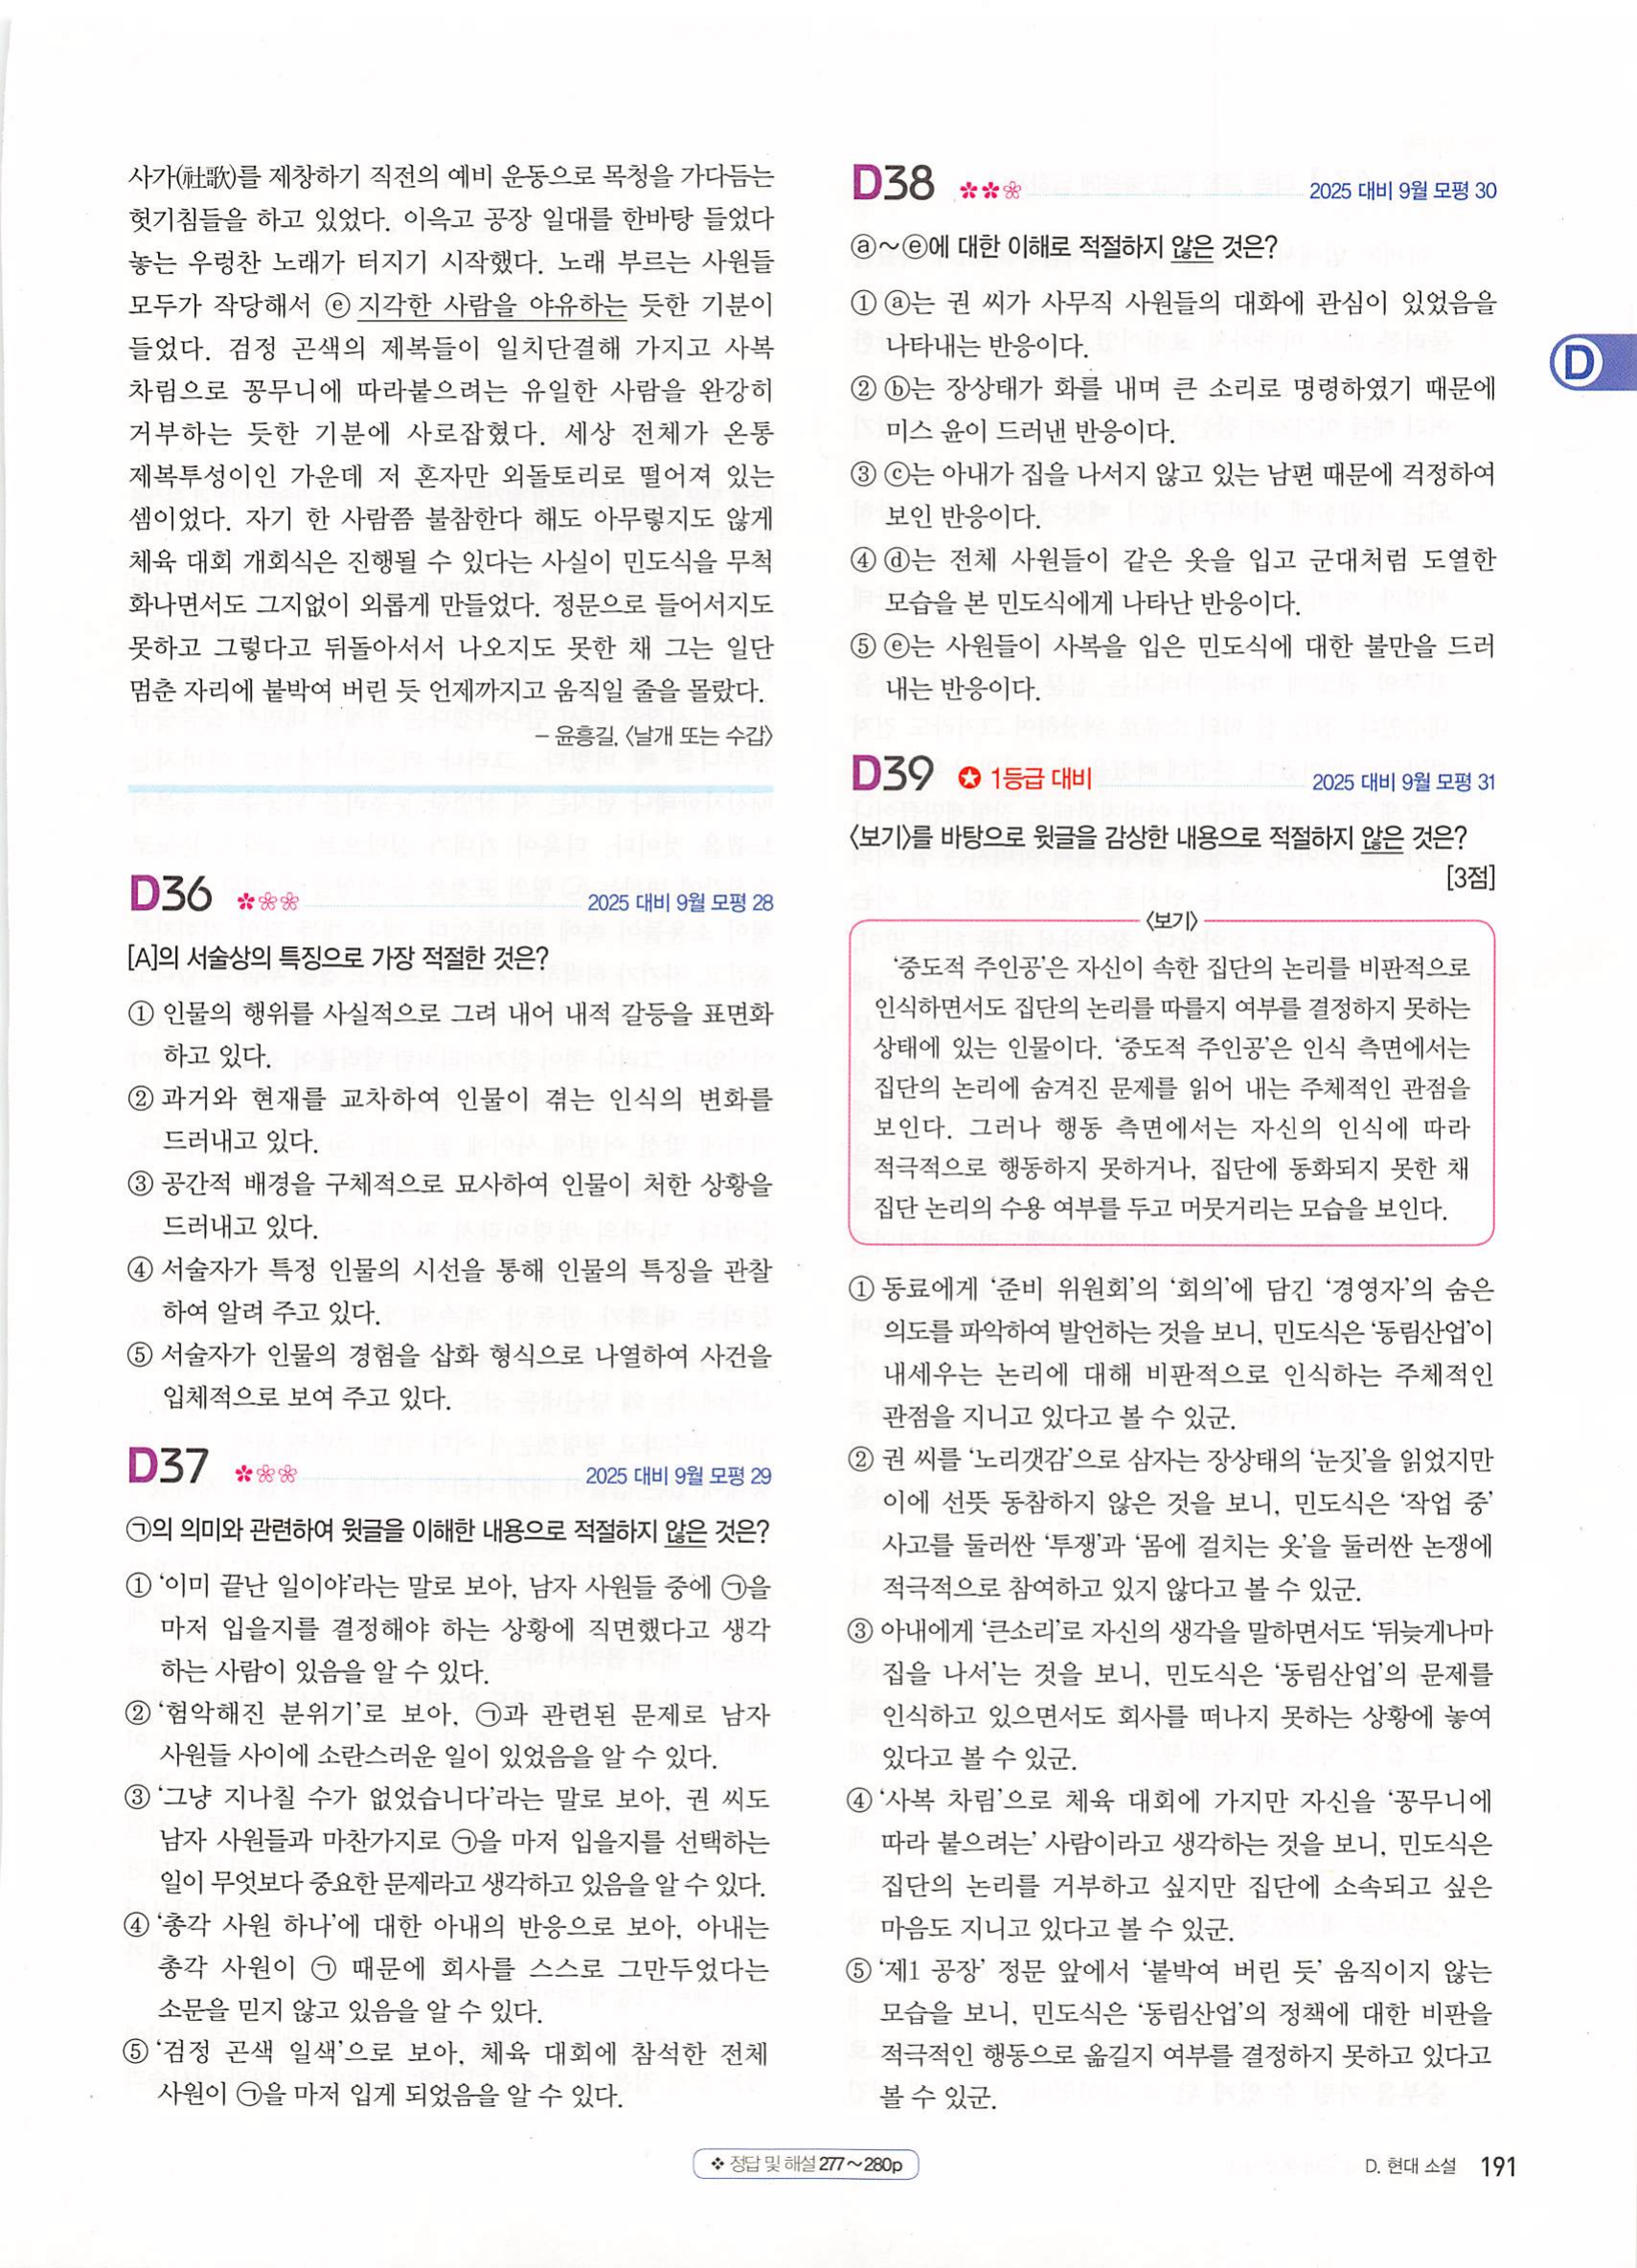 사가(社歌)를 제창하기 직전의 예비 운동으로 목청을 가다듬는
헛기침들을 하고 있었다. 이윽고 공장 일대를 한바탕 들었다
놓는 우렁찬 노래가 터지기 시작했다. 노래 부르는 사원들
모두가 작당해서 ⓔ 지각한 사람을 야유하는 듯한 기분이
들었다. 검정 곤색의 제복들이 일치단결해 가지고 사복
차림으로 꽁무니에 따라붙으려는 유일한 사람을 완강히
거부하는 듯한 기분에 사로잡혔다. 세상 전체가 온통
제복투성이인 가운데 저 혼자만 외돌토리로 떨어져 있는
셈이었다. 자기 한 사람쯤 불참한다 해도 아무렇지도 않게
체육 대회 개회식은 진행될 수 있다는 사실이 민도식을 무척
화나면서도 그지없이 외롭게 만들었다. 정문으로 들어서지도
못하고 그렇다고 뒤돌아서서 나오지도 못한 채 그는 일단
멈춘 자리에 붙박여 버린 듯 언제까지고 움직일 줄을 몰랐다.
– 윤흥길, 〈날개 또는 수갑〉
D36 2025 대비 9월 모평 28
[A]의 서술상의 특징으로 가장 적절한 것은?
① 인물의 행위를 사실적으로 그려 내어 내적 갈등을 표면화
하고 있다.
② 과거와 현재를 교차하여 인물이 겪는 인식의 변화를
드러내고 있다.
③ 공간적 배경을 구체적으로 묘사하여 인물이 처한 상황을
드러내고 있다.
④ 서술자가 특정 인물의 시선을 통해 인물의 특징을 관찰
하여 알려 주고 있다.
⑤ 서술자가 인물의 경험을 삽화 형식으로 나열하여 사건을
입체적으로 보여 주고 있다.
D37 2025 대비 9월 모평 29
㉠의 의미와 관련하여 윗글을 이해한 내용으로 적절하지 않은 것은?
① ‘이미 끝난 일이야’라는 말로 보아, 남자 사원들 중에 ㉠을
마저 입을지를 결정해야 하는 상황에 직면했다고 생각
하는 사람이 있음을 알 수 있다.
② ‘험악해진 분위기’로 보아, ㉠과 관련된 문제로 남자
사원들 사이에 소란스러운 일이 있었음을 알 수 있다.
③ ‘그냥 지나칠 수가 없었습니다’라는 말로 보아, 권 씨도
남자 사원들과 마찬가지로 ㉠을 마저 입을지를 선택하는
일이 무엇보다 중요한 문제라고 생각하고 있음을 알 수 있다.
④ ‘총각 사원 하나’에 대한 아내의 반응으로 보아, 아내는
총각 사원이 ㉠ 때문에 회사를 스스로 그만두었다는
소문을 믿지 않고 있음을 알 수 있다.
⑤ ‘검정 곤색 일색’으로 보아, 체육 대회에 참석한 전체
사원이 ㉠을 마저 입게 되었음을 알 수 있다.
D38 2025 대비 9월 모평 30
ⓐ～ⓔ에 대한 이해로 적절하지 않은 것은?
① ⓐ는 권 씨가 사무직 사원들의 대화에 관심이 있었음을
나타내는 반응이다.
② ⓑ는 장상태가 화를 내며 큰 소리로 명령하였기 때문에
미스 윤이 드러낸 반응이다.
③ ⓒ는 아내가 집을 나서지 않고 있는 남편 때문에 걱정하여
보인 반응이다.
④ ⓓ는 전체 사원들이 같은 옷을 입고 군대처럼 도열한
모습을 본 민도식에게 나타난 반응이다.
⑤ ⓔ는 사원들이 사복을 입은 민도식에 대한 불만을 드러
내는 반응이다.
D39 1등급 대비 2025 대비 9월 모평 31
〈보기〉를 바탕으로 윗글을 감상한 내용으로 적절하지 않은 것은?
[3점]
〈보기〉
‘중도적 주인공’은 자신이 속한 집단의 논리를 비판적으로
인식하면서도 집단의 논리를 따를지 여부를 결정하지 못하는
상태에 있는 인물이다. ‘중도적 주인공’은 인식 측면에서는
집단의 논리에 숨겨진 문제를 읽어 내는 주체적인 관점을
보인다. 그러나 행동 측면에서는 자신의 인식에 따라
적극적으로 행동하지 못하거나, 집단에 동화되지 못한 채
집단 논리의 수용 여부를 두고 머뭇거리는 모습을 보인다.
① 동료에게 ‘준비 위원회’의 ‘회의’에 담긴 ‘경영자’의 숨은
의도를 파악하여 발언하는 것을 보니, 민도식은 ‘동림산업’이
내세우는 논리에 대해 비판적으로 인식하는 주체적인
관점을 지니고 있다고 볼 수 있군.
② 권 씨를 ‘노리갯감’으로 삼자는 장상태의 ‘눈짓’을 읽었지만
이에 선뜻 동참하지 않은 것을 보니, 민도식은 ‘작업 중’
사고를 둘러싼 ‘투쟁’과 ‘몸에 걸치는 옷’을 둘러싼 논쟁에
적극적으로 참여하고 있지 않다고 볼 수 있군.
③ 아내에게 ‘큰소리’로 자신의 생각을 말하면서도 ‘뒤늦게나마
집을 나서’는 것을 보니, 민도식은 ‘동림산업’의 문제를
인식하고 있으면서도 회사를 떠나지 못하는 상황에 놓여
있다고 볼 수 있군.
④ ‘사복 차림’으로 체육 대회에 가지만 자신을 ‘꽁무니에
따라 붙으려는’ 사람이라고 생각하는 것을 보니, 민도식은
집단의 논리를 거부하고 싶지만 집단에 소속되고 싶은
마음도 지니고 있다고 볼 수 있군.
⑤ ‘제1 공장’ 정문 앞에서 ‘붙박여 버린 듯’ 움직이지 않는
모습을 보니, 민도식은 ‘동림산업’의 정책에 대한 비판을
적극적인 행동으로 옮길지 여부를 결정하지 못하고 있다고
볼 수 있군.
D
❖ 정답 및 해설 277～280p
D. 현대 소설 191